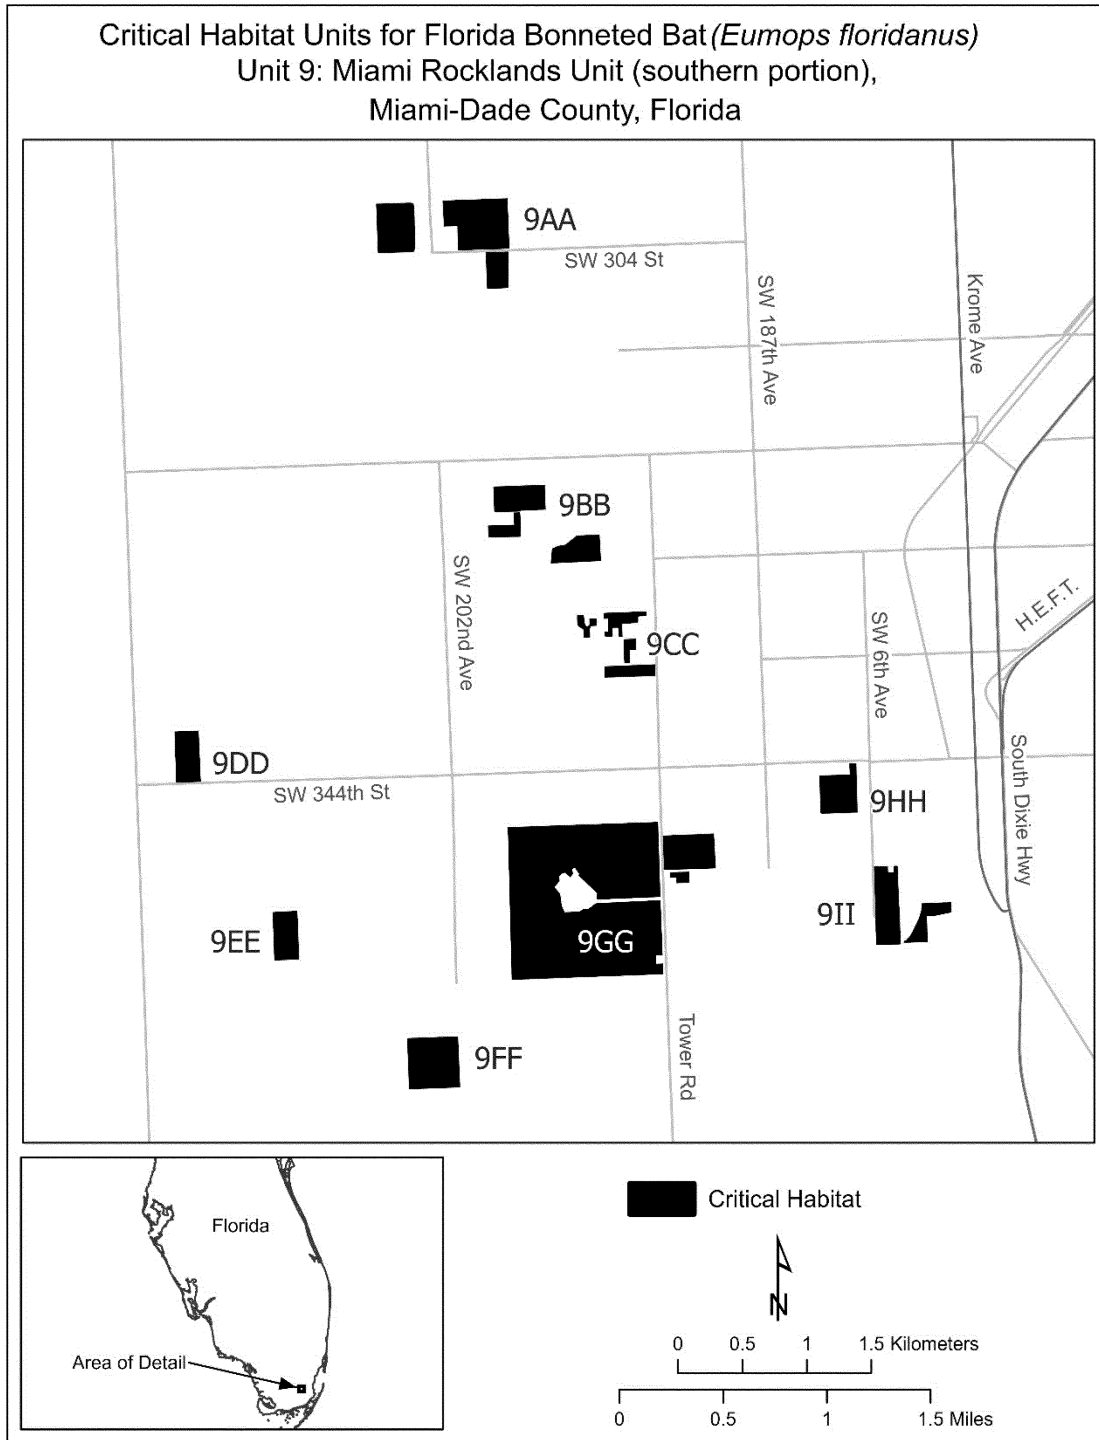 Critical Habitat Units for Florida Bonneted Bat (Eumops floridanus)
Unit 9: Miami Rocklands Unit (southern portion),
Miami-Dade County, Florida
9AA
SW 304 St
SW 187th Ave
Krome Ave
9BB
SW 202nd Ave
9CC
SW 6th Ave
H.E.F.T.
9DD
SW 344th St
South Dixie Hwy
9HH
9EE
9GG
9II
9FF
Tower Rd
Florida
Area of Detail
Critical Habitat
N
0 0.5 1 1.5 Kilometers
0 0.5 1 1.5 Miles